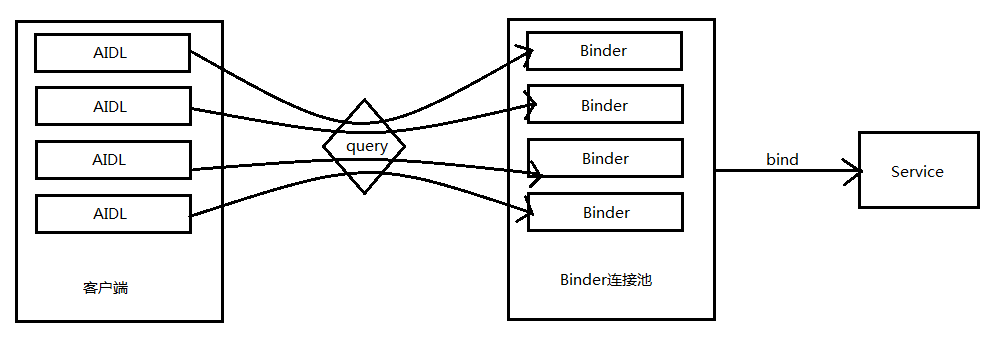 AIDL
AIDL
AIDL
AIDL
客户端
query
Binder
Binder
Binder
Binder
Binder连接池
bind
Service